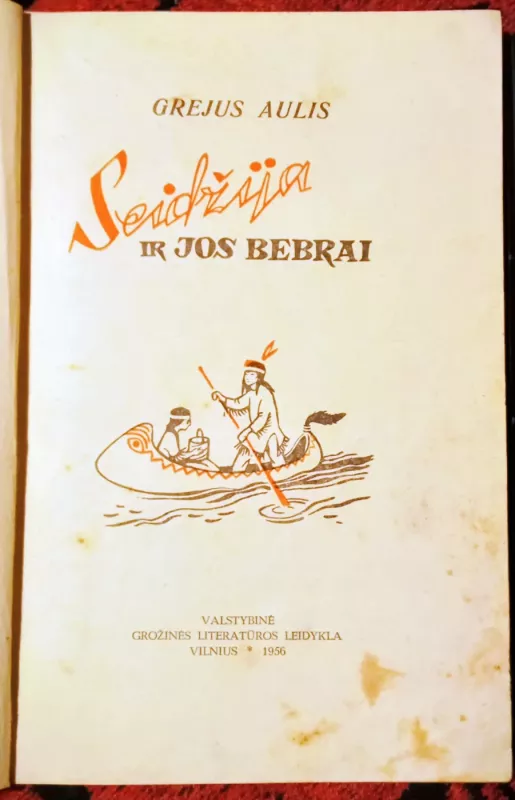 GREJUS AULIS
Seidžija
IR JOS BEBRAI
VALSTYBINĖ
GROŽINĖS LITERATŪROS LEIDYKLA
VILNIUS * 1956